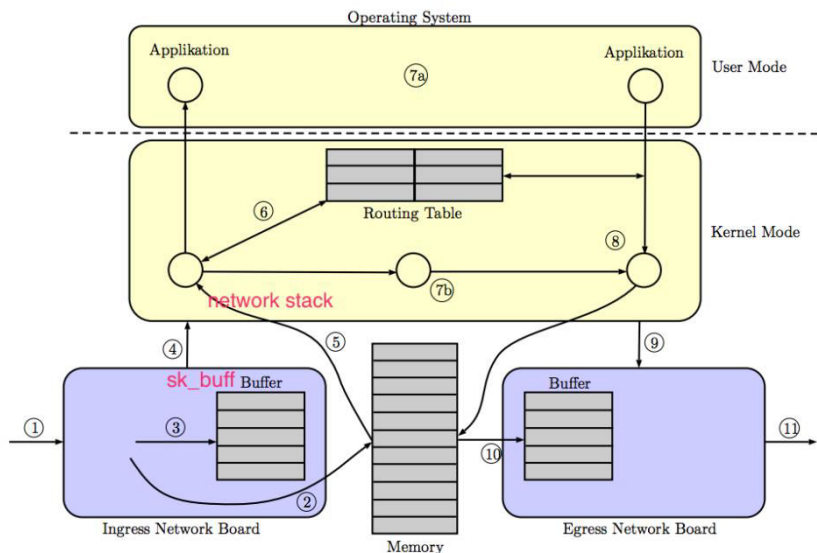 Operating System
Applikation
Applikation
7a
User Mode
6
Routing Table
8
Kernel Mode
network stack
7b
4
5
9
sk_buff
Buffer
Buffer
1
3
10
11
2
Ingress Network Board
Egress Network Board
Memory